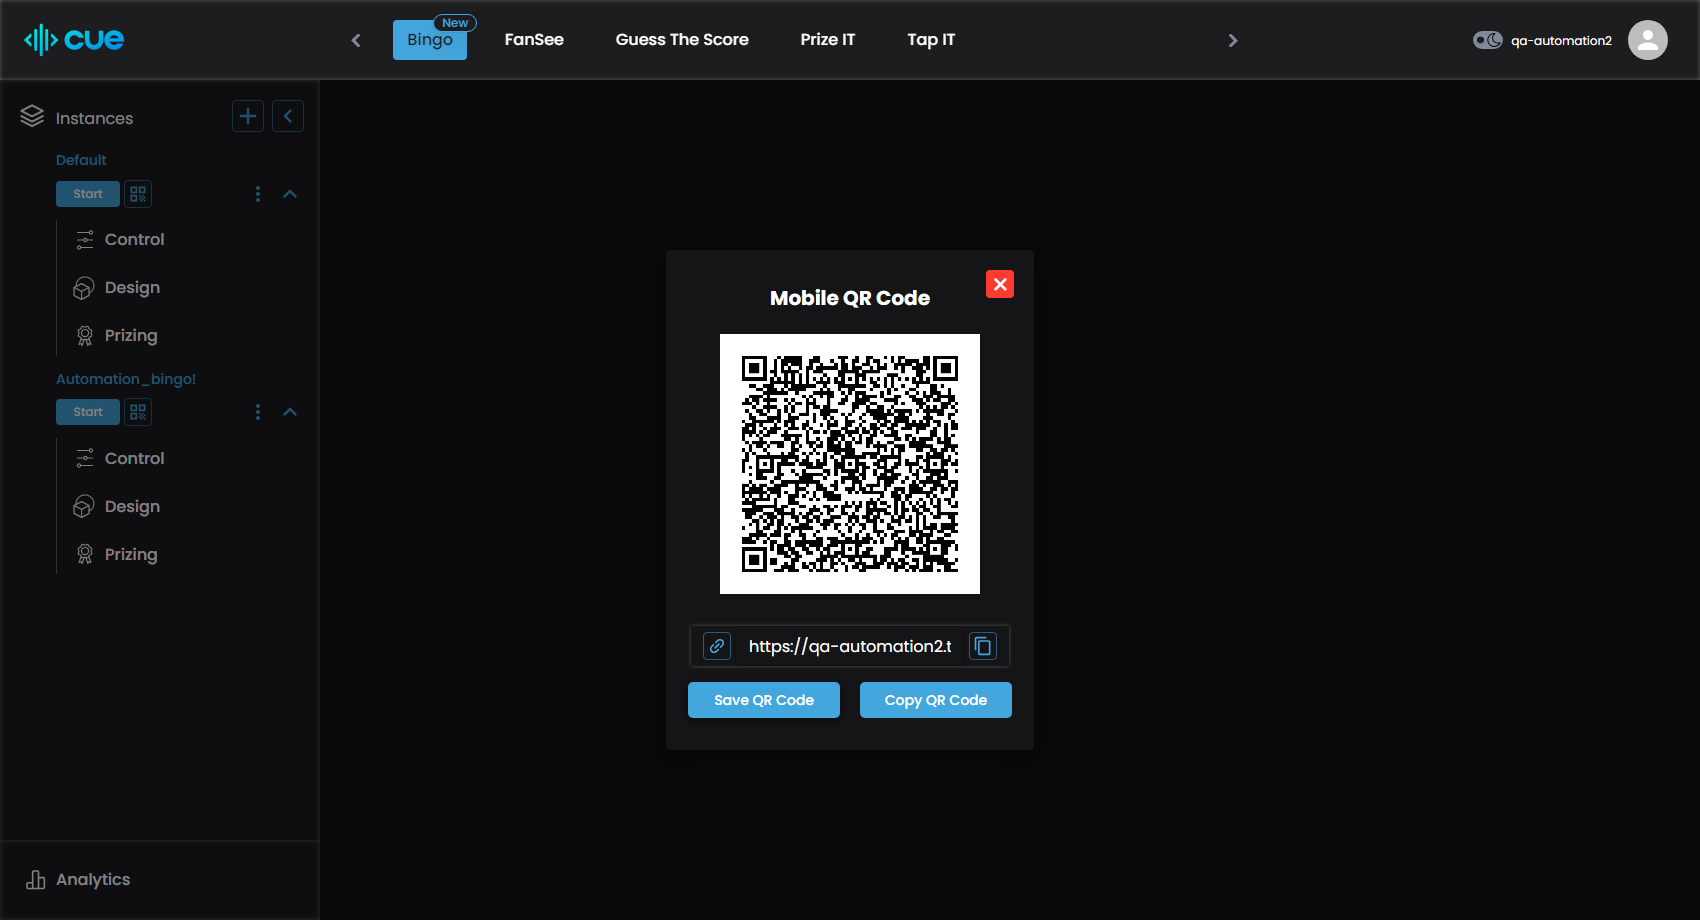 cue
Bingo
New
FanSee
Guess The Score
Prize IT
Tap IT
qa-automation2
Instances
Default
Start
Control
Design
Prizing
Automation_bingo!
Start
Control
Design
Prizing
Analytics
Mobile QR Code
https://qa-automation2.t
Save QR Code
Copy QR Code